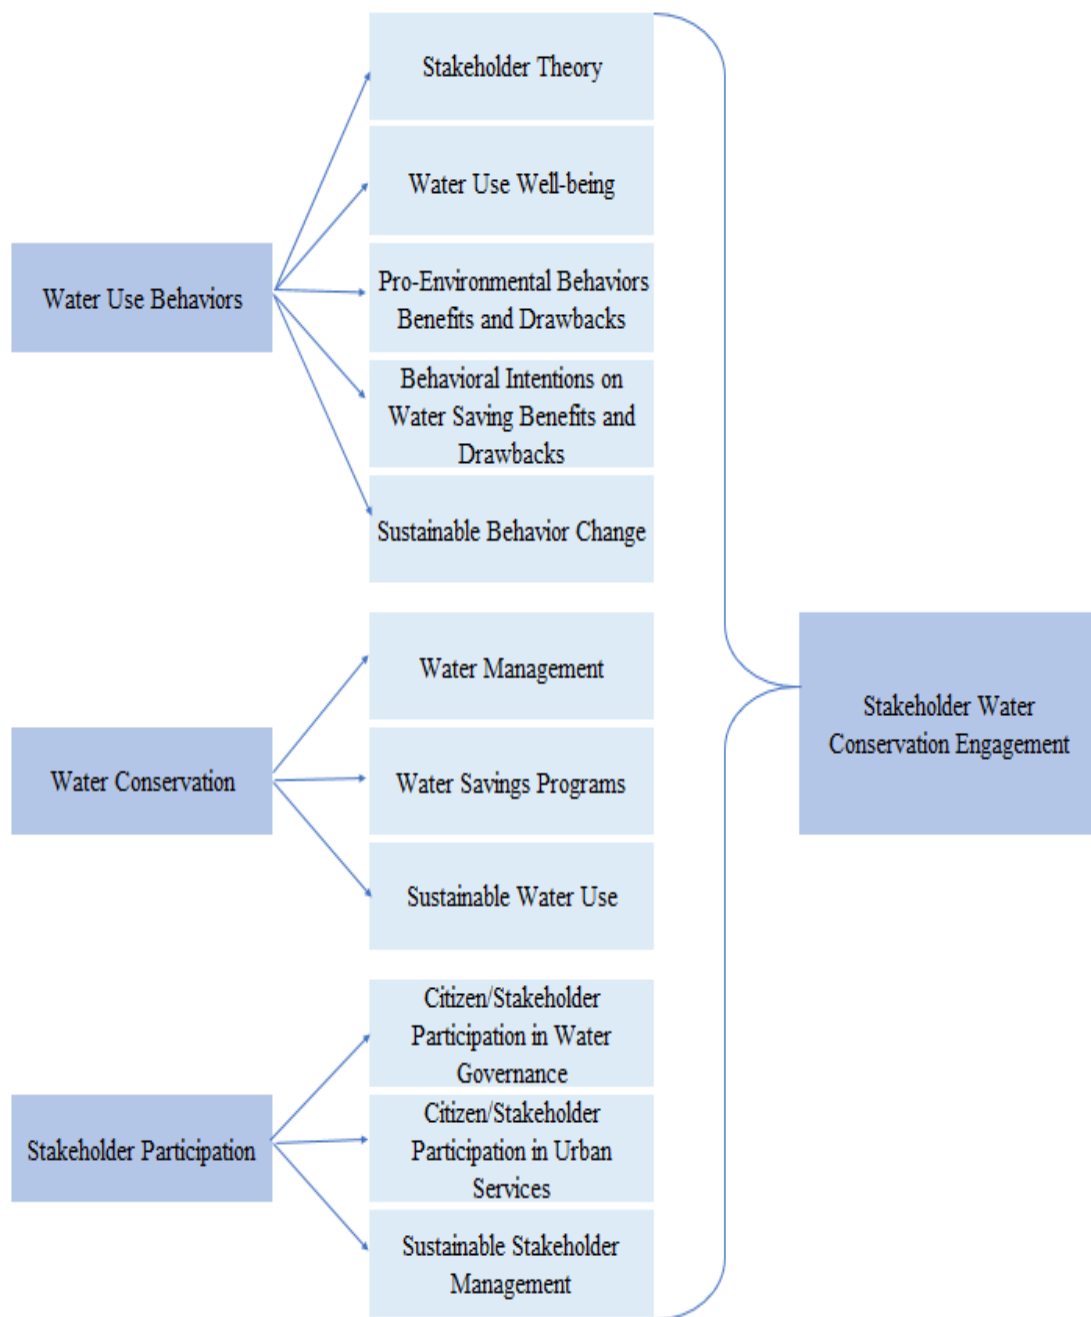 Stakeholder Theory
Water Use Well-being
Water Use Behaviors
Pro-Environmental Behaviors
Benefits and Drawbacks
Behavioral Intentions on
Water Saving Benefits and
Drawbacks
Sustainable Behavior Change
Water Management
Water Conservation
Water Savings Programs
Sustainable Water Use
Citizen/Stakeholder
Participation in Water
Governance
Stakeholder Participation
Citizen/Stakeholder
Participation in Urban
Services
Sustainable Stakeholder
Management
Stakeholder Water
Conservation Engagement